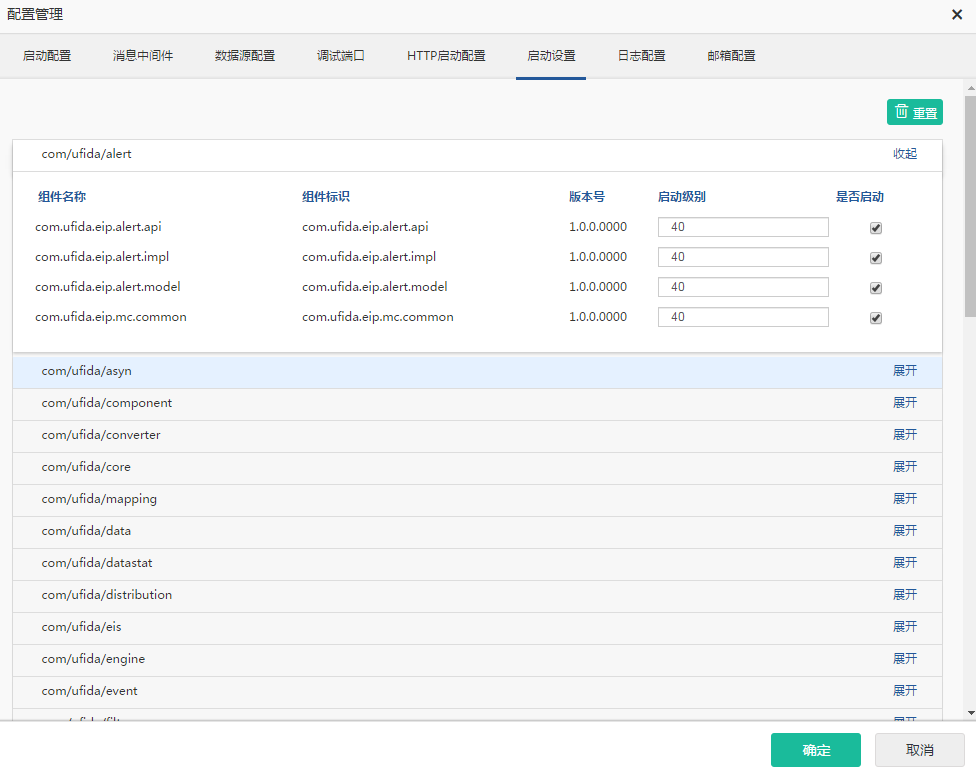 配置管理
启动配置 消息中间件 数据源配置 调试端口 HTTP启动配置 启动设置 日志配置 邮箱配置
重置
com/ufida/alert 收起
组件名称 组件标识 版本号 启动级别 是否启动
com.ufida.eip.alert.api com.ufida.eip.alert.api 1.0.0.0000 40
com.ufida.eip.alert.impl com.ufida.eip.alert.impl 1.0.0.0000 40
com.ufida.eip.alert.model com.ufida.eip.alert.model 1.0.0.0000 40
com.ufida.eip.mc.common com.ufida.eip.mc.common 1.0.0.0000 40
com/ufida/asyn 展开
com/ufida/component 展开
com/ufida/converter 展开
com/ufida/core 展开
com/ufida/mapping 展开
com/ufida/data 展开
com/ufida/datastat 展开
com/ufida/distribution 展开
com/ufida/eis 展开
com/ufida/engine 展开
com/ufida/event 展开
确定 取消